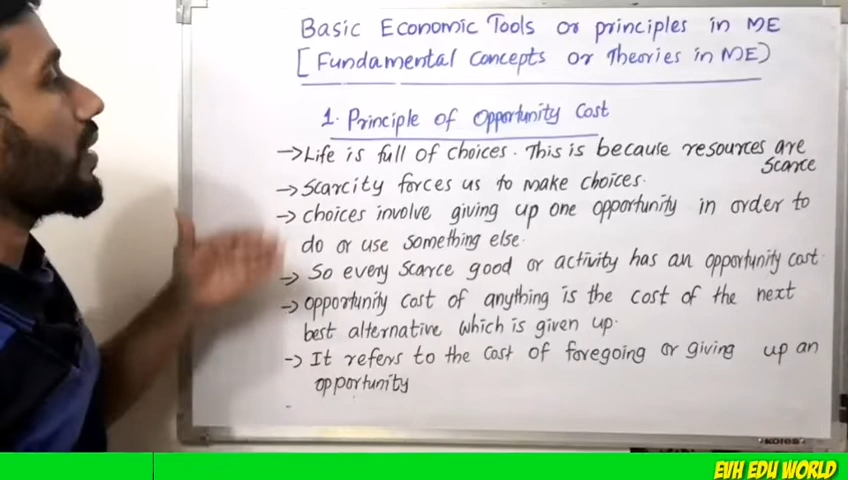 Basic Economic Tools or principles in ME
[Fundamental Concepts or Theories in ME)
1. Principle of Opportunity Cost
→ Life is full of choices. This is because resources are
Scarce
→ Scarcity forces us to make choices.
→ Choices involve giving up one opportunity in order to
do or use something else.
→ So every scarce good or activity has an opportunity cost.
→ opportunity cost of anything is the cost of the next
best alternative which is given up.
→ It refers to the cost of foregoing or giving up an
opportunity
KORES
EVH EDU WORLD